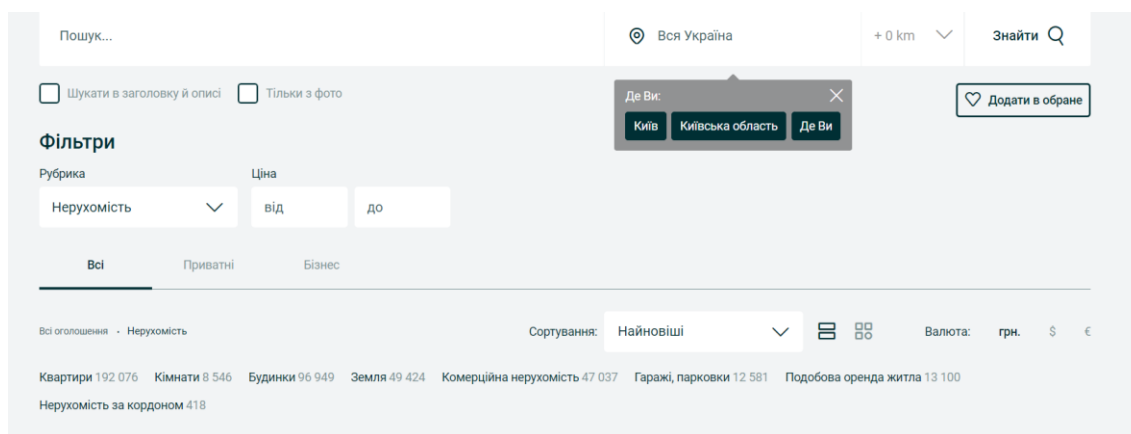 Пошук...
Вся Україна
+ 0 km
Знайти
Шукати в заголовку й описі
Тільки з фото
Де Ви:
Київ Київська область Де Ви
Додати в обране
Фільтри
Рубрика
Ціна
Нерухомість
від
до
Всі
Приватні
Бізнес
Всі оголошення • Нерухомість
Сортування:
Найновіші
Валюта:
грн.
$
€
Квартири 192 076 Кімнати 8 546 Будинки 96 949 Земля 49 424 Комерційна нерухомість 47 037 Гаражі, парковки 12 581 Подобова оренда житла 13 100
Нерухомість за кордоном 418